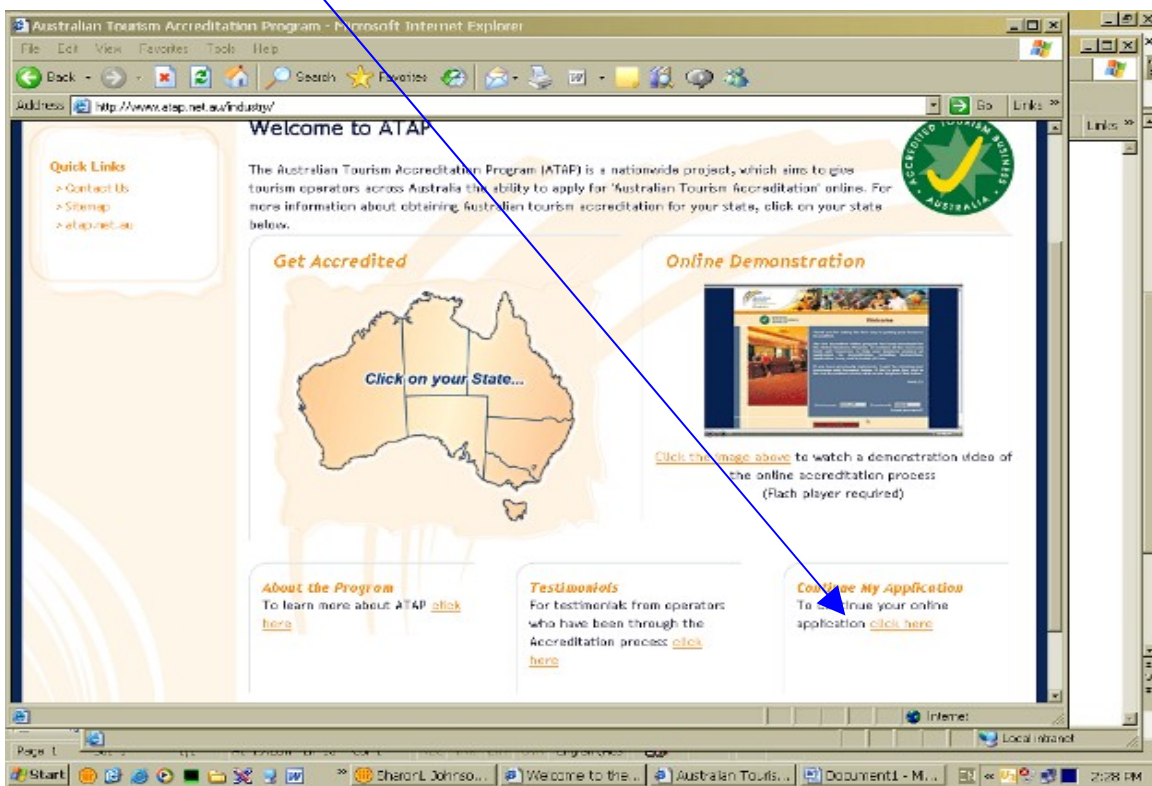 Australian Tourism Accreditation Program - Microsoft Internet Explorer
File Edit View Favorites Tools Help
Back Search Favorites
Address http://www.atap.net.au/industry/ Go Links »
Links »
Welcome to ATAP
Quick Links
> Contact Us
> Sitemap
> atap.net.au
The Australian Tourism Accreditation Program (ATAP) is a nationwide project, which aims to give
tourism operators across Australia the ability to apply for 'Australian Tourism Accreditation' online. For
more information about obtaining Australian tourism accreditation for your state, click on your state
below.
ACCREDITED TOURISM BUSINESS
AUSTRALIA
Get Accredited
Click on your State...
Online Demonstration
Welcome
Click the image above to watch a demonstration video of
the online accreditation process
(Flash player required)
About the Program
To learn more about ATAP click
here
Testimonials
For testimonials from operators
who have been through the
Accreditation process click
here
Continue My Application
To continue your online
application click here
Internet
Local intranet
Page 1
Start
» SharonL Johnso...
Welcome to the...
Australian Touris...
Document1 - M...
« 2:28 PM